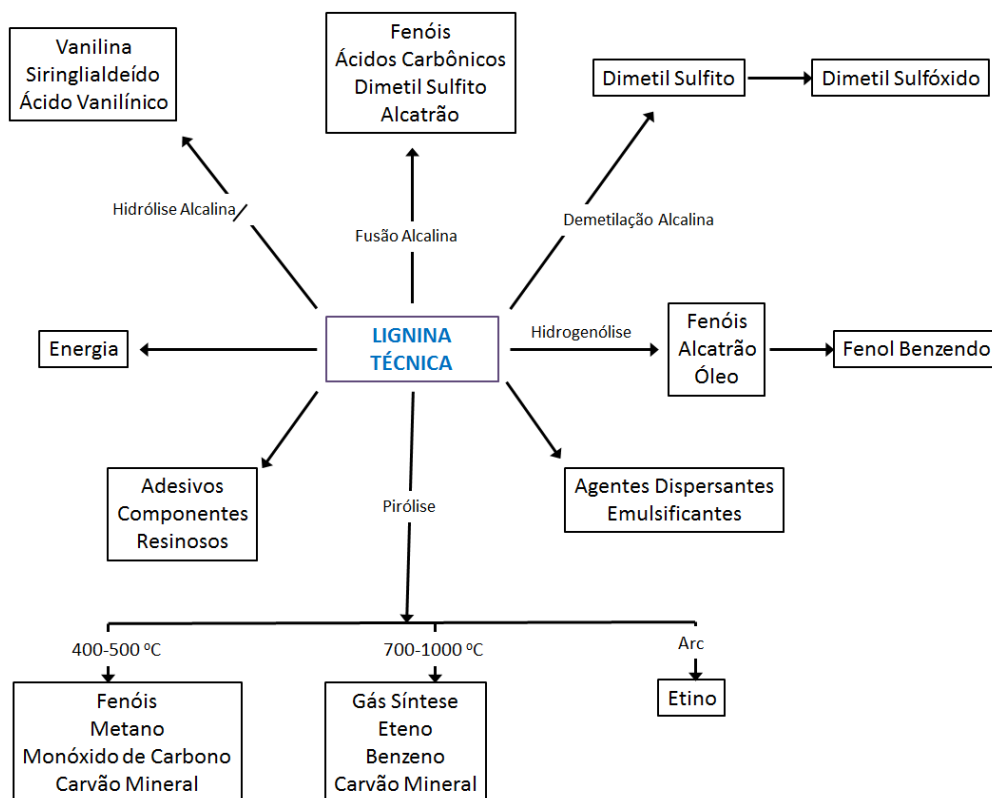 Vanilina
Siringlialdeído
Ácido Vanilínico
Fenóis
Ácidos Carbônicos
Dimetil Sulfito
Alcatrão
Dimetil Sulfito
Dimetil Sulfóxido
Hidrólise Alcalina
Fusão Alcalina
Demetilação Alcalina
Energia
LIGNINA
TÉCNICA
Hidrogenólise
Fenóis
Alcatrão
Óleo
Fenol Benzendo
Adesivos
Componentes
Resinosos
Pirólise
Agentes Dispersantes
Emulsificantes
400-500 ºC
700-1000 ºC
Arc
Fenóis
Metano
Monóxido de Carbono
Carvão Mineral
Gás Síntese
Eteno
Benzeno
Carvão Mineral
Etino